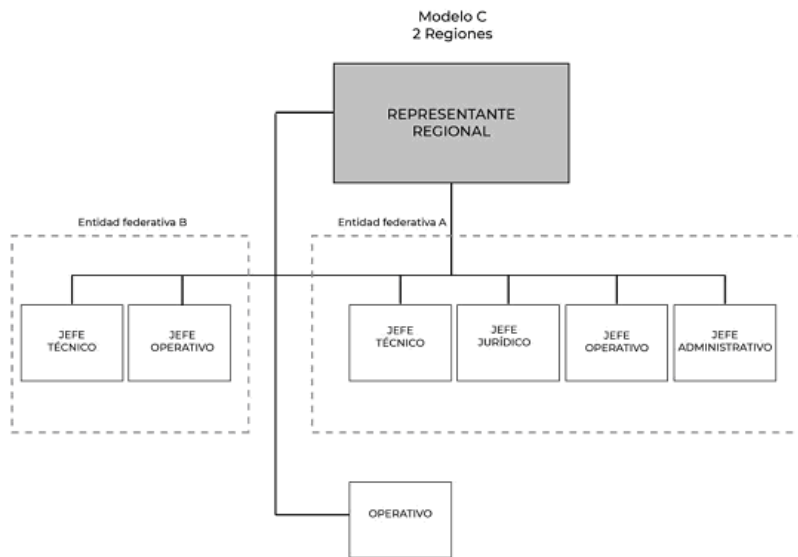 Modelo C
2 Regiones
REPRESENTANTE
REGIONAL
Entidad federativa B
Entidad federativa A
JEFE
TÉCNICO
JEFE
OPERATIVO
JEFE
TÉCNICO
JEFE
JURÍDICO
JEFE
OPERATIVO
JEFE
ADMINISTRATIVO
OPERATIVO